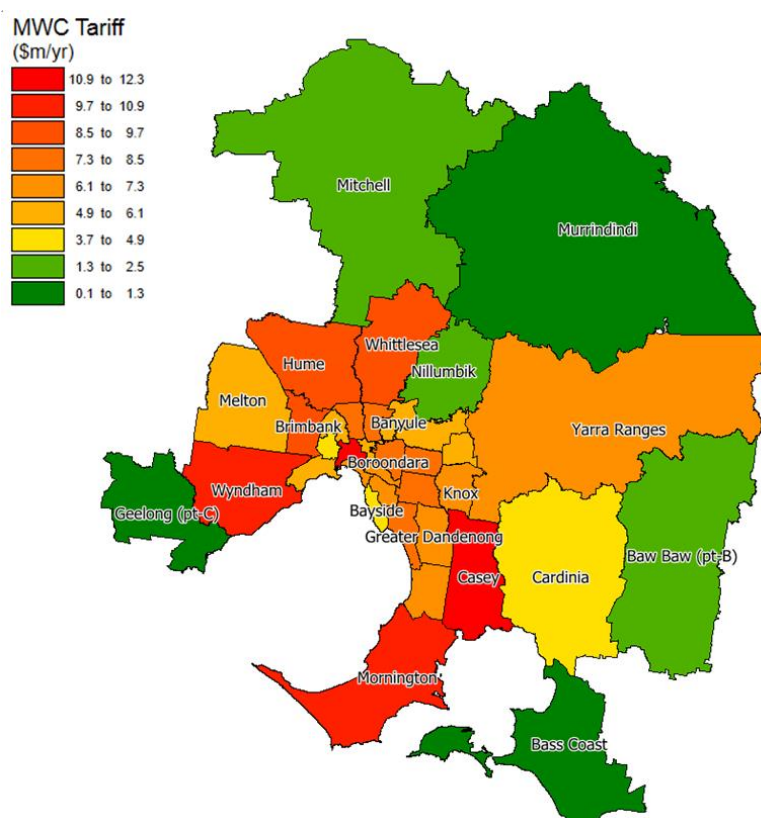 MWC Tariff
($m/yr)
10.9 to 12.3
9.7 to 10.9
8.5 to 9.7
7.3 to 8.5
6.1 to 7.3
4.9 to 6.1
3.7 to 4.9
1.3 to 2.5
0.1 to 1.3
Mitchell
Murrindindi
Whittlesea
Hume
Nillumbik
Melton
Banyule
Brimbank
Yarra Ranges
Boroondara
Wyndham
Knox
Geelong (pt-C)
Bayside
Greater Dandenong
Baw Baw (pt-B)
Casey
Cardinia
Mornington
Bass Coast